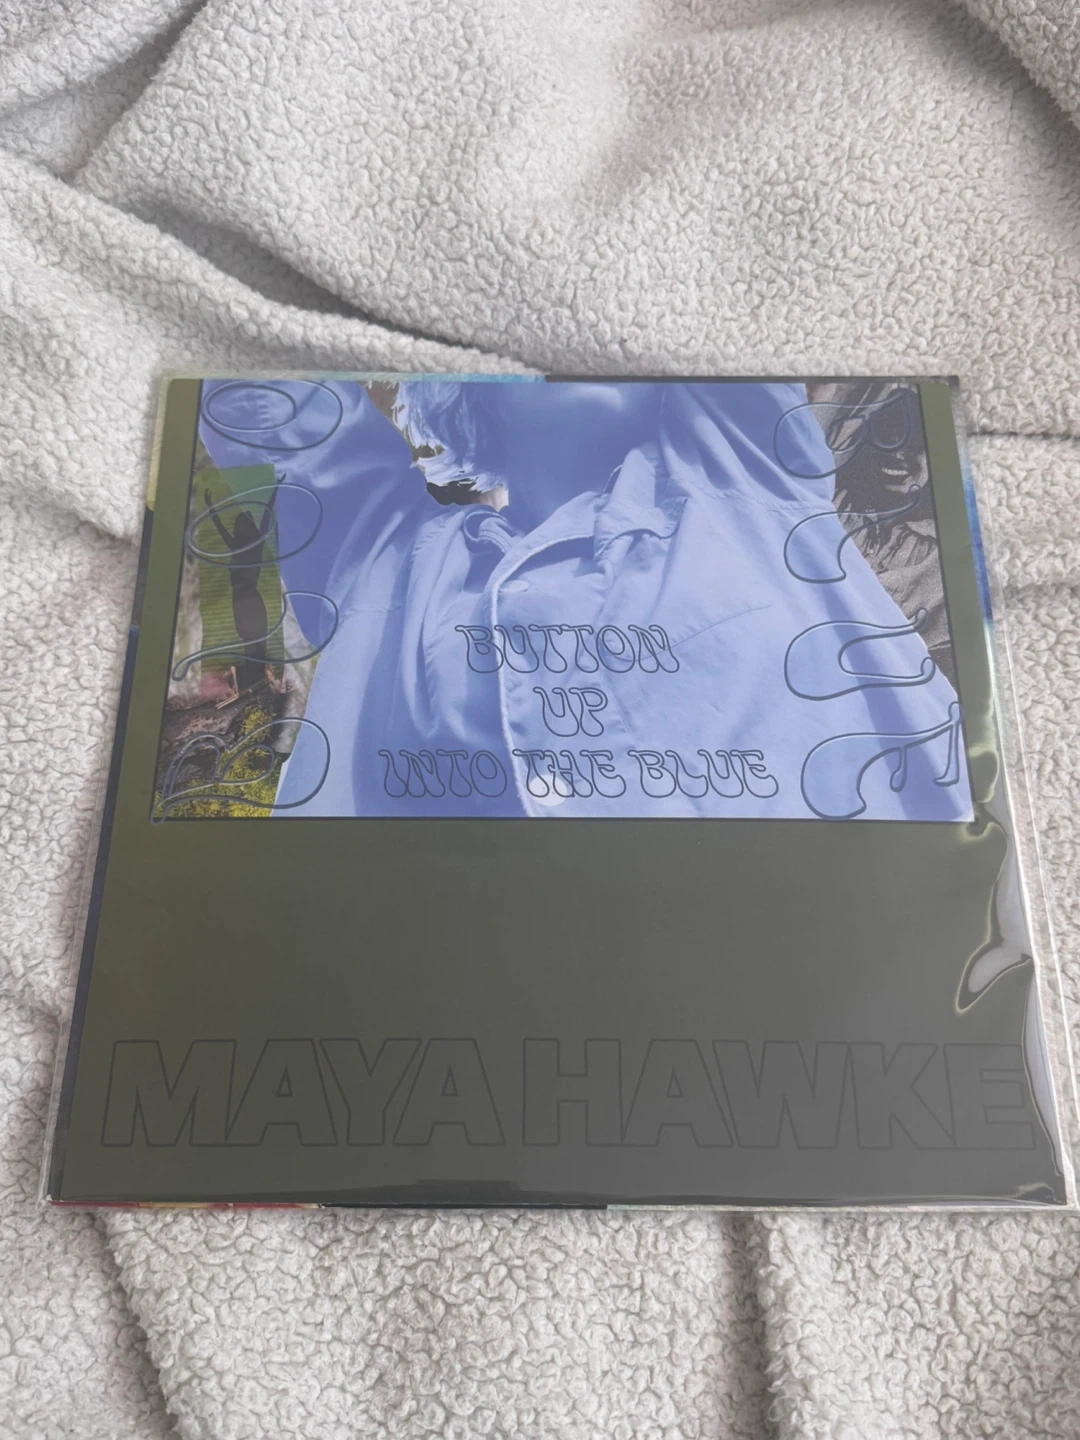 BUTTON
UP
INTO THE BLUE
MAYA HAWKE